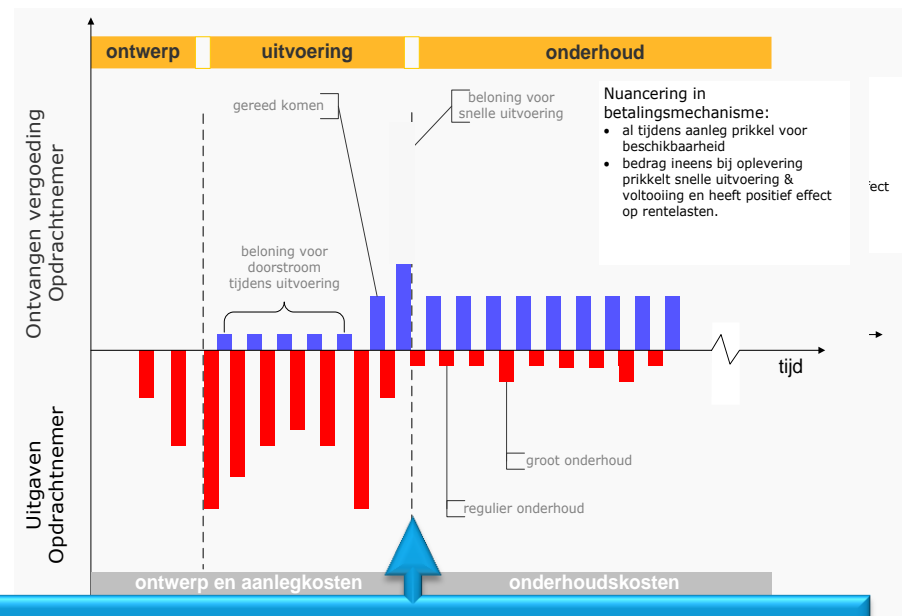 ontwerp
uitvoering
onderhoud
Ontvangen vergoeding
Opdrachtnemer
gereed komen
beloning voor
snelle uitvoering
Nuancering in
betalingsmechanisme:
• al tijdens aanleg prikkel voor
beschikbaarheid
• bedrag ineens bij oplevering
prikkelt snelle uitvoering &
voltooiing en heeft positief effect
op rentelasten.
fect
beloning voor
doorstroom
tijdens uitvoering
tijd
Uitgaven
Opdrachtnemer
groot onderhoud
regulier onderhoud
ontwerp en aanlegkosten
onderhoudskosten